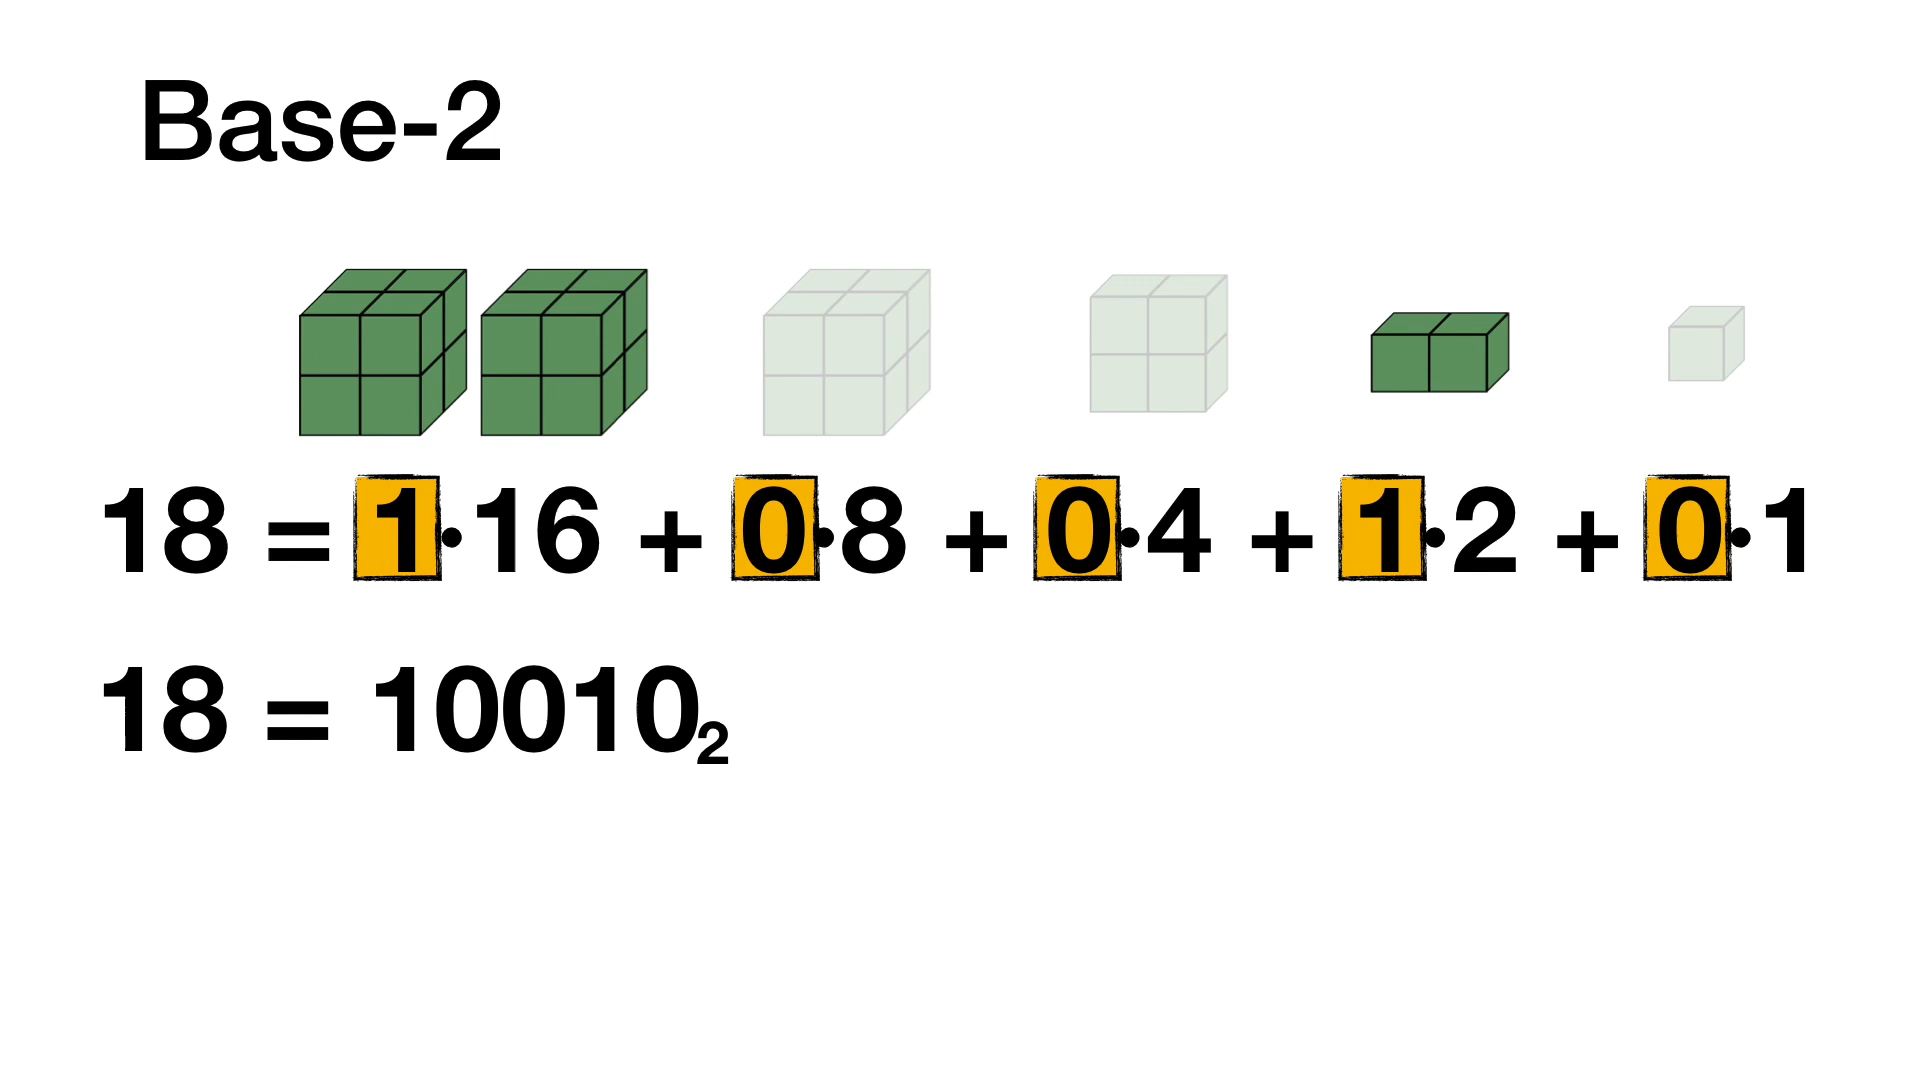 Base-2
18 = 1·16 + 0·8 + 0·4 + 1·2 + 0·1
18 = 10010₂